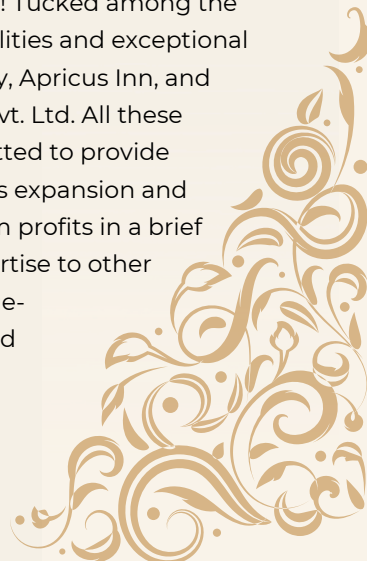 ! Tucked among the
lities and exceptional
y, Apricus Inn, and
vt. Ltd. All these
tted to provide
s expansion and
n profits in a brief
rtise to other
e-
d